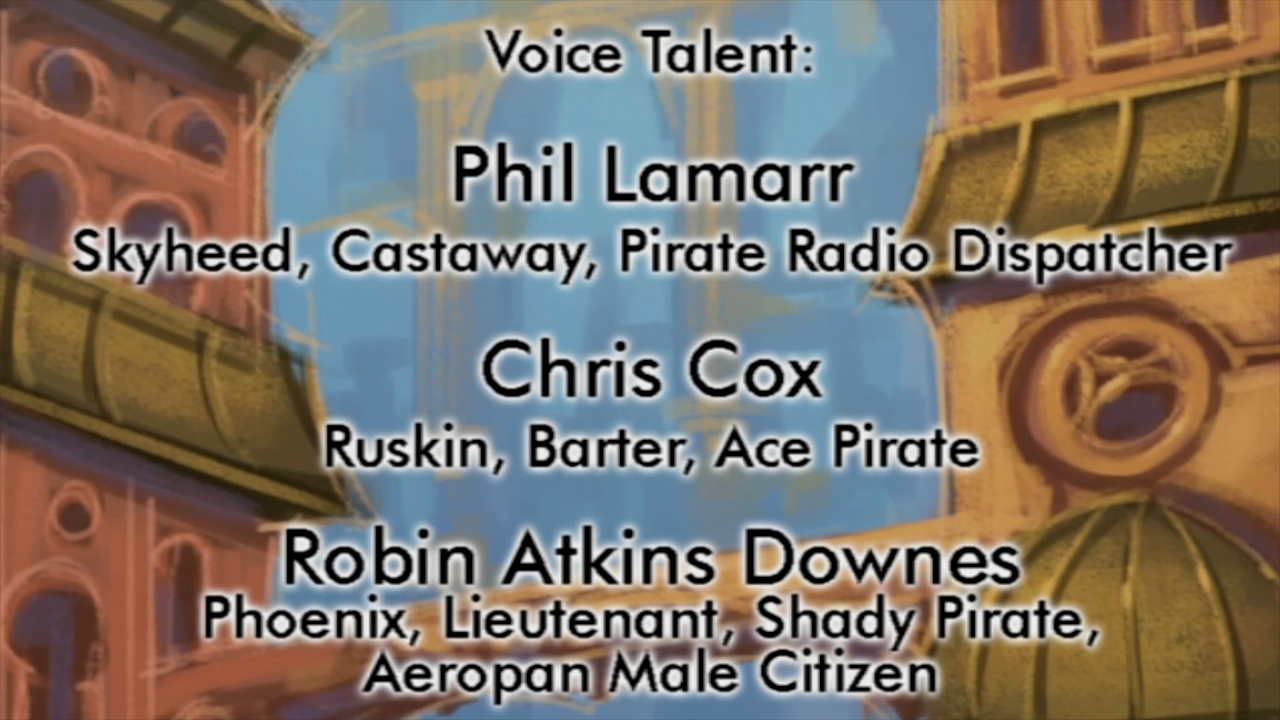 Voice Talent:
Phil Lamarr
Skyheed, Castaway, Pirate Radio Dispatcher
Chris Cox
Ruskin, Barter, Ace Pirate
Robin Atkins Downes
Phoenix, Lieutenant, Shady Pirate,
Aeropan Male Citizen